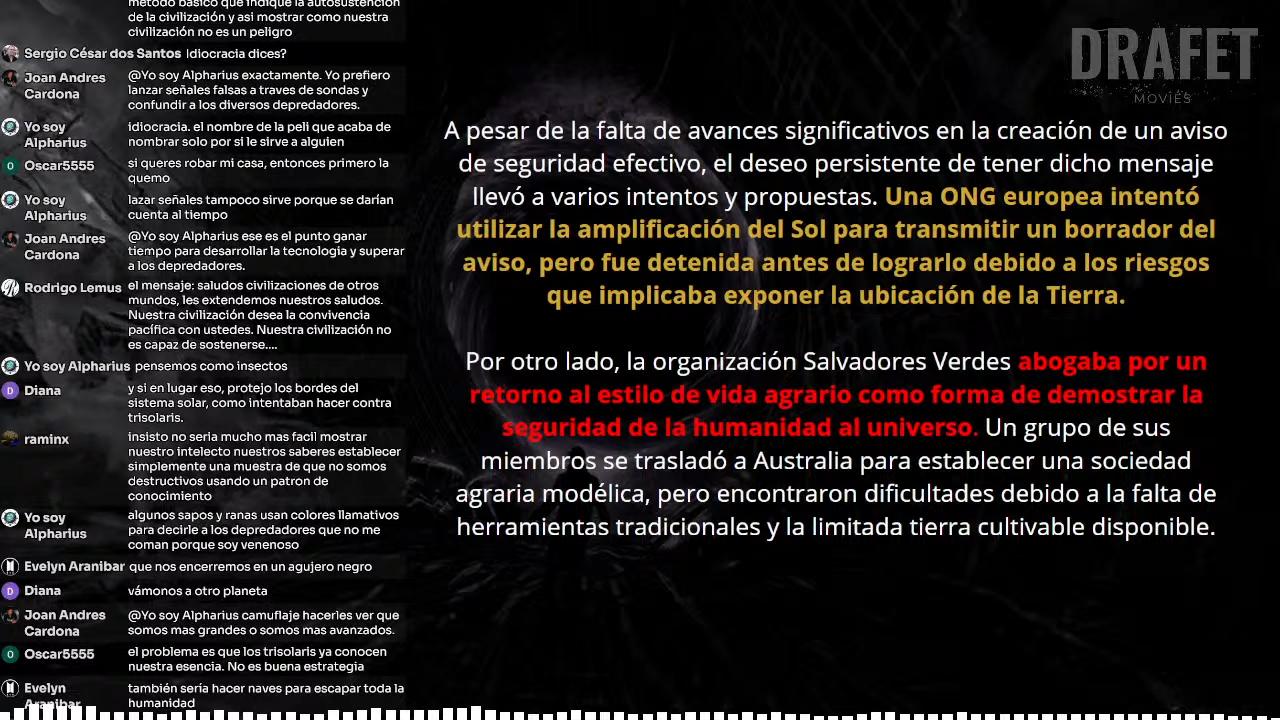 método básico que indique la autosustención
de la civilización y asi mostrar como nuestra
civilización no es un peligro
Sergio César dos Santos Idiocracia dices?
Joan Andres Cardona @Yo soy Alpharius exactamente. Yo prefiero
lanzar señales falsas a traves de sondas y
confundir a los diversos depredadores.
Yo soy Alpharius idiocracia. el nombre de la peli que acaba de
nombrar solo por si le sirve a alguien
Oscar5555 si queres robar mi casa, entonces primero la
quemo
Yo soy Alpharius lazar señales tampoco sirve porque se darían
cuenta al tiempo
Joan Andres Cardona @Yo soy Alpharius ese es el punto ganar
tiempo para desarrollar la tecnologia y superar
a los depredadores.
Rodrigo Lemus el mensaje: saludos civilizaciones de otros
mundos, les extendemos nuestros saludos.
Nuestra civilización desea la convivencia
pacífica con ustedes. Nuestra civilización no
es capaz de sostenerse....
Yo soy Alpharius pensemos como insectos
Diana y si en lugar eso, protejo los bordes del
sistema solar, como intentaban hacer contra
trisolaris.
raminx insisto no seria mucho mas facil mostrar
nuestro intelecto nuestros saberes establecer
simplemente una muestra de que no somos
destructivos usando un patron de
conocimiento
Yo soy Alpharius algunos sapos y ranas usan colores llamativos
para decirle a los depredadores que no me
coman porque soy venenoso
Evelyn Aranibar que nos encerremos en un agujero negro
Diana vámonos a otro planeta
Joan Andres Cardona @Yo soy Alpharius camuflaje hacerles ver que
somos mas grandes o somos mas avanzados.
Oscar5555 el problema es que los trisolaris ya conocen
nuestra esencia. No es buena estrategia
Evelyn Aranibar también sería hacer naves para escapar toda la
humanidad
DRAFET
MOVIES
A pesar de la falta de avances significativos en la creación de un aviso
de seguridad efectivo, el deseo persistente de tener dicho mensaje
llevó a varios intentos y propuestas. Una ONG europea intentó
utilizar la amplificación del Sol para transmitir un borrador del
aviso, pero fue detenida antes de lograrlo debido a los riesgos
que implicaba exponer la ubicación de la Tierra.
Por otro lado, la organización Salvadores Verdes abogaba por un
retorno al estilo de vida agrario como forma de demostrar la
seguridad de la humanidad al universo. Un grupo de sus
miembros se trasladó a Australia para establecer una sociedad
agraria modélica, pero encontraron dificultades debido a la falta de
herramientas tradicionales y la limitada tierra cultivable disponible.